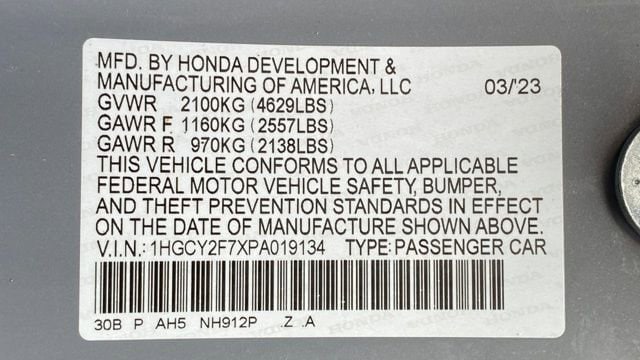 MFD. BY HONDA DEVELOPMENT &
MANUFACTURING OF AMERICA, LLC 03/'23
GVWR 2100KG (4629LBS)
GAWR F 1160KG (2557LBS)
GAWR R 970KG (2138LBS)
THIS VEHICLE CONFORMS TO ALL APPLICABLE
FEDERAL MOTOR VEHICLE SAFETY, BUMPER,
AND THEFT PREVENTION STANDARDS IN EFFECT
ON THE DATE OF MANUFACTURE SHOWN ABOVE.
V.I.N.: 1HGCY2F7XPA019134 TYPE: PASSENGER CAR
30B P AH5 NH912P .Z .A